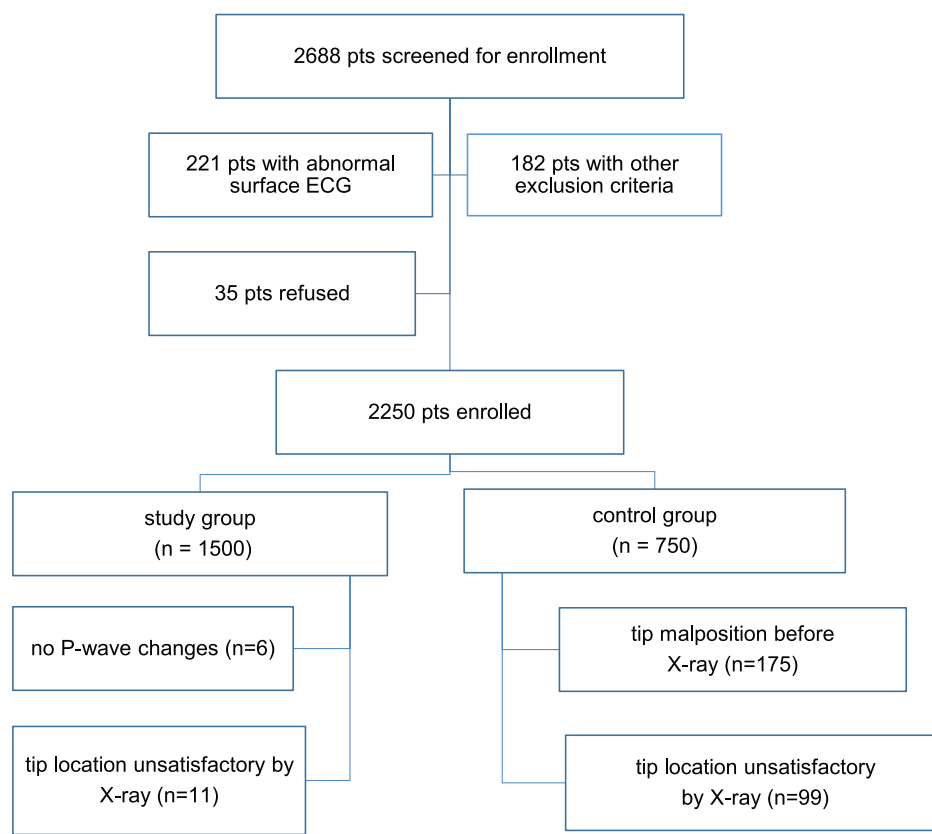 2688 pts screened for enrollment
221 pts with abnormal
surface ECG
182 pts with other
exclusion criteria
35 pts refused
2250 pts enrolled
study group
(n = 1500)
control group
(n = 750)
no P-wave changes (n=6)
tip malposition before
X-ray (n=175)
tip location unsatisfactory by
X-ray (n=11)
tip location unsatisfactory
by X-ray (n=99)